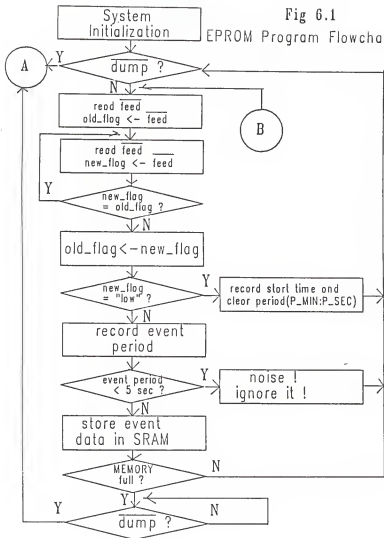 System
Initialization
Fig 6.1
EPROM Program Flowcha
A
Y
dump ?
N
read feed
old_flag <- feed
B
read feed
new_flag <- feed
Y
new_flag
= old_flag ?
N
old_flag<-new_flag
new_flag
= "low" ?
Y
record start time and
clear period(P_MIN:P_SEC)
N
record event
period
event period
< 5 sec ?
Y
noise !
ignore it !
N
store event
data in SRAM
MEMORY
full ?
N
Y
Y
dump ?
N